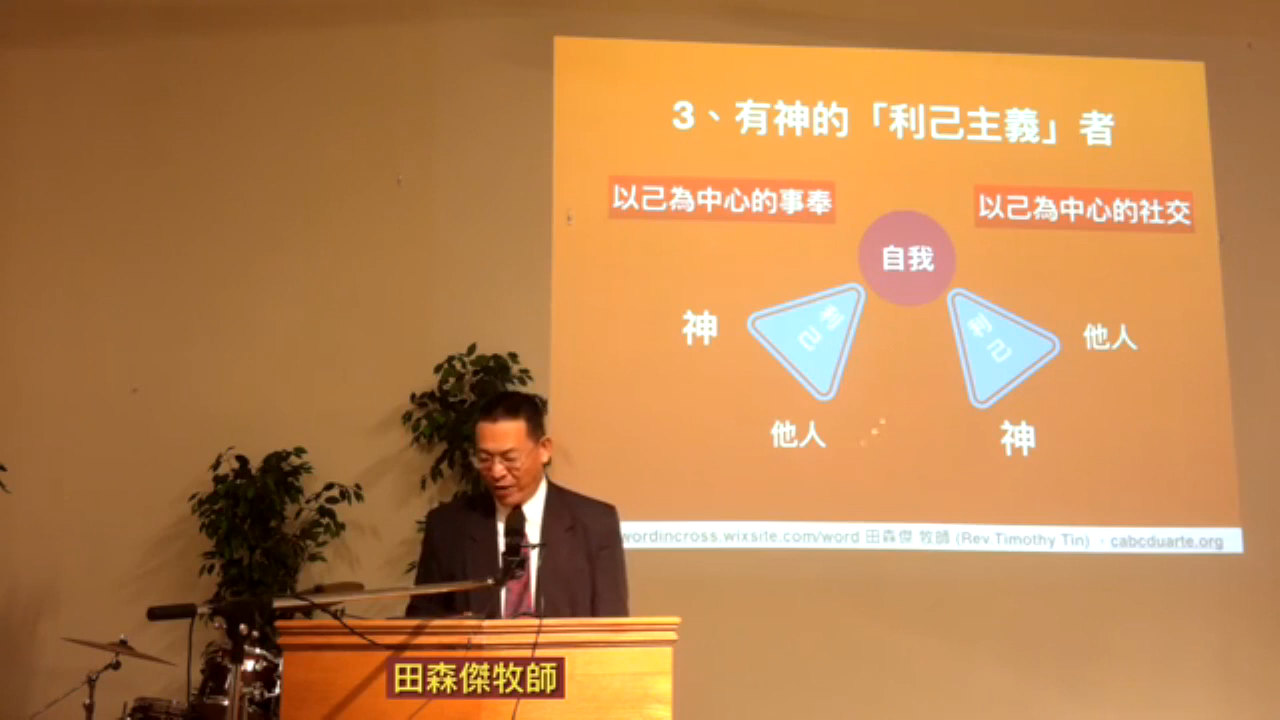 3、有神的「利己主義」者
以己為中心的事奉
以己為中心的社交
自我
利己
利己
神
他人
他人
神
wordincross.wixsite.com/word 田森傑 牧師 (Rev Timothy Tin) · cabcduarte.org
田森傑牧師